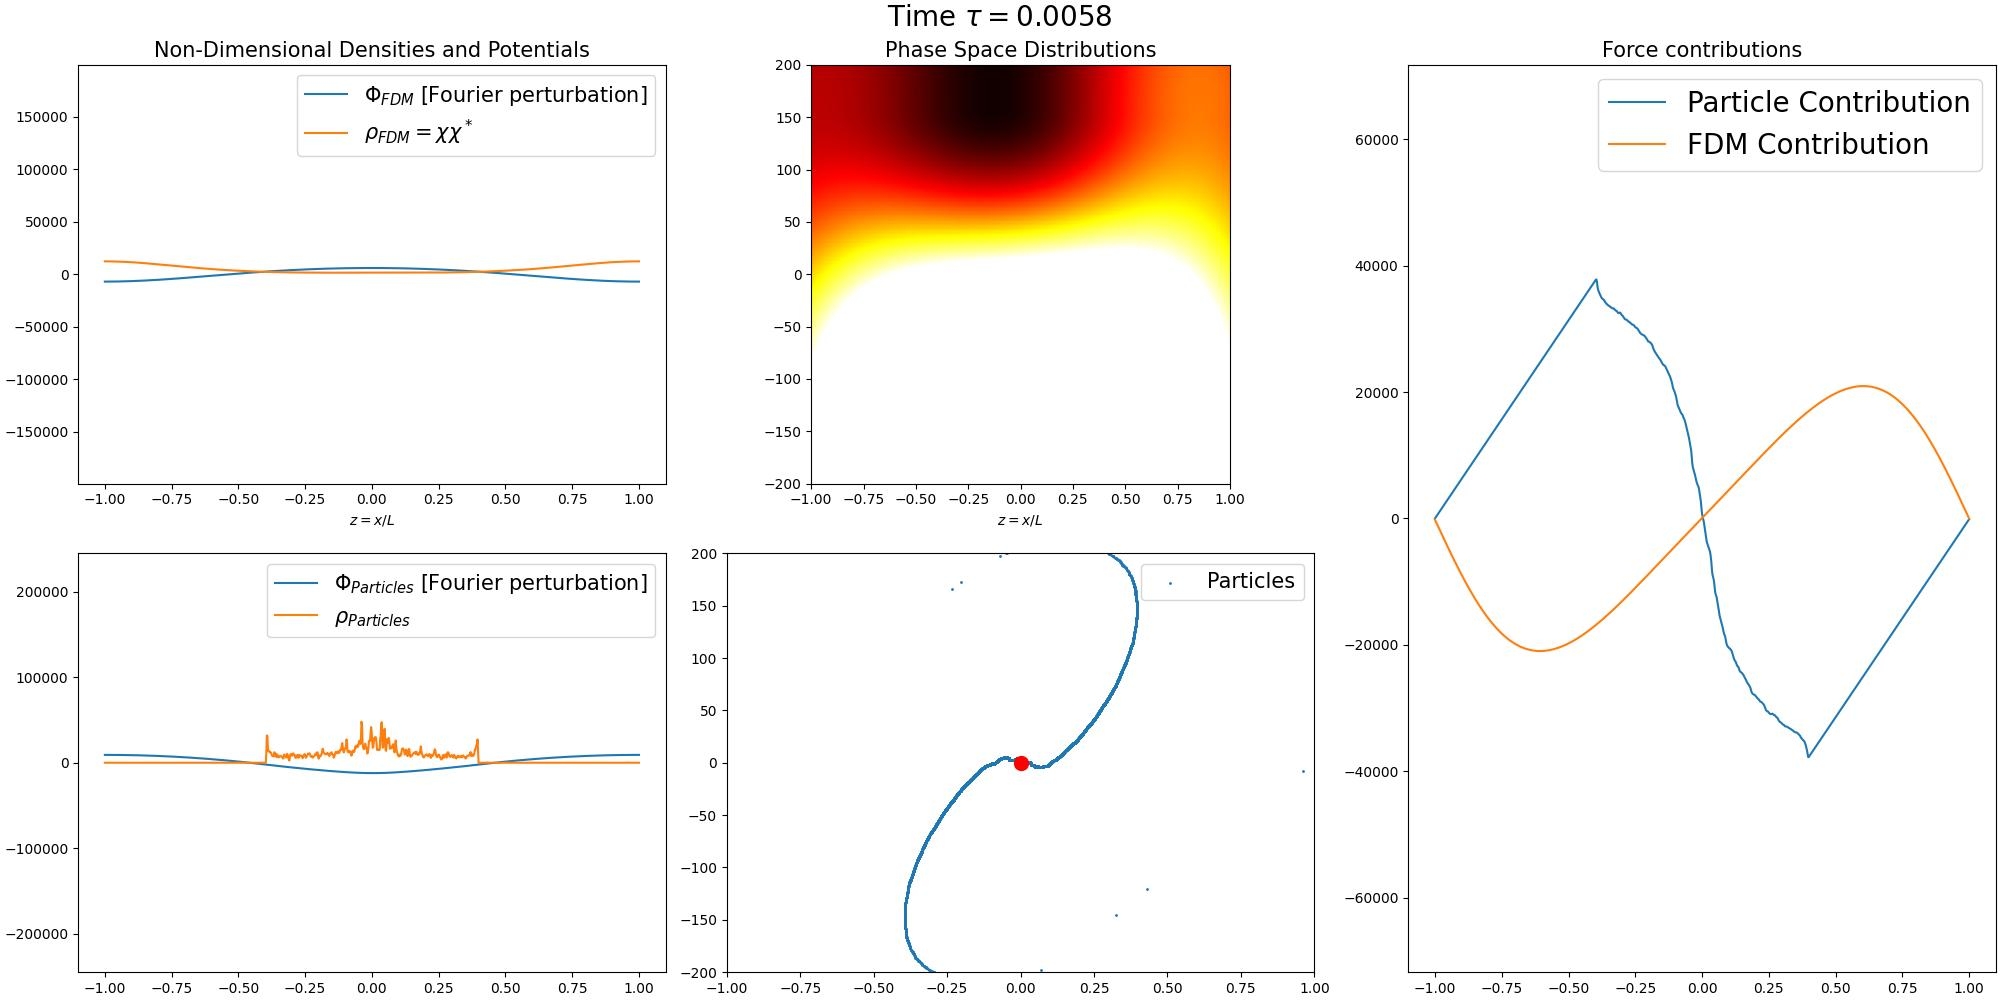 Time τ = 0.0058
Non-Dimensional Densities and Potentials
Φ_FDM [Fourier perturbation]
ρ_FDM = χχ*
150000
100000
50000
0
−50000
−100000
−150000
−1.00 −0.75 −0.50 −0.25 0.00 0.25 0.50 0.75 1.00
z = x/L
Phase Space Distributions
200
150
100
50
0
−50
−100
−150
−200
−1.00 −0.75 −0.50 −0.25 0.00 0.25 0.50 0.75 1.00
z = x/L
Force contributions
Particle Contribution
FDM Contribution
60000
40000
20000
0
−20000
−40000
−60000
−1.00 −0.75 −0.50 −0.25 0.00 0.25 0.50 0.75 1.00
Φ_Particles [Fourier perturbation]
ρ_Particles
200000
100000
0
−100000
−200000
−1.00 −0.75 −0.50 −0.25 0.00 0.25 0.50 0.75 1.00
Particles
200
150
100
50
0
−50
−100
−150
−200
−1.00 −0.75 −0.50 −0.25 0.00 0.25 0.50 0.75 1.00